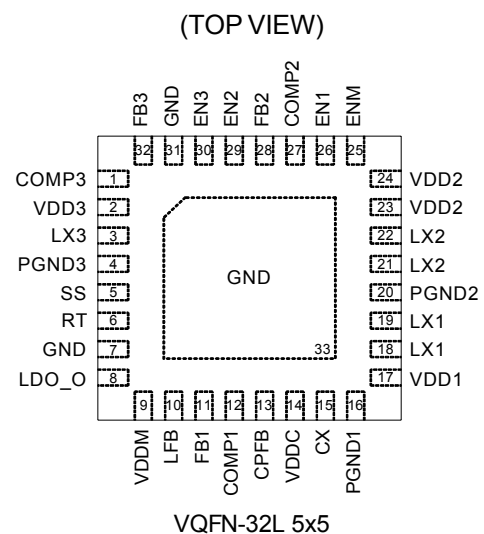 (TOP VIEW)
FB3 GND EN3 EN2 FB2 COMP2 EN1 ENM
32 31 30 29 28 27 26 25
COMP3 1 24 VDD2
VDD3 2 23 VDD2
LX3 3 22 LX2
PGND3 4 21 LX2
GND
SS 5 20 PGND2
RT 6 19 LX1
GND 7 33 18 LX1
LDO_O 8 17 VDD1
9 10 11 12 13 14 15 16
VDDM LFB FB1 COMP1 CPFB VDDC CX PGND1
VQFN-32L 5x5